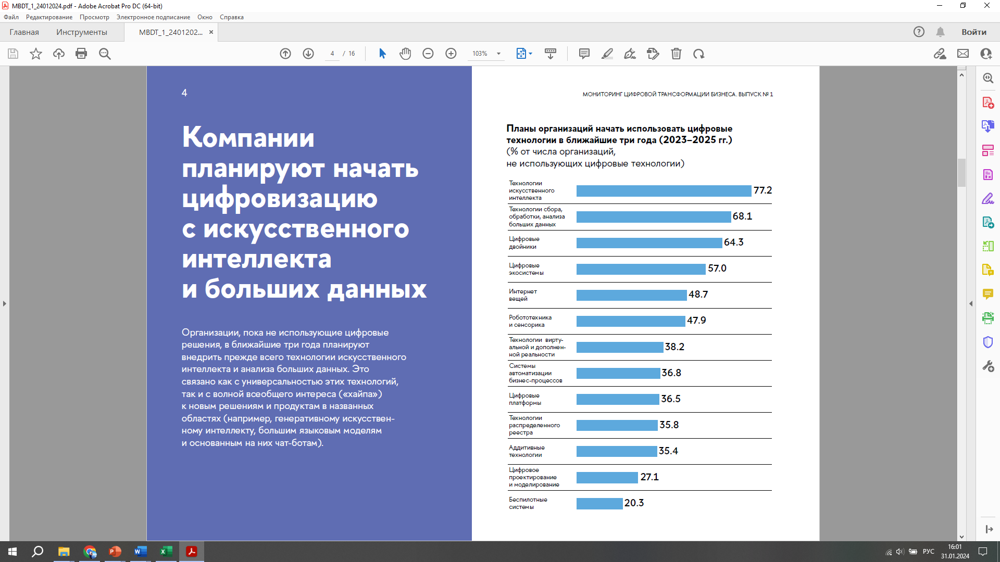 MBDT_1_24012024.pdf - Adobe Acrobat Pro DC (64-bit)
Файл Редактирование Просмотр Электронное подписание Окно Справка
Главная Инструменты MBDT_1_2401202... × Войти
4 / 16 103%
4
Компании
планируют начать
цифровизацию
с искусственного
интеллекта
и больших данных
Организации, пока не использующие цифровые
решения, в ближайшие три года планируют
внедрить прежде всего технологии искусственного
интеллекта и анализа больших данных. Это
связано как с универсальностью этих технологий,
так и с волной всеобщего интереса («хайпа»)
к новым решениям и продуктам в названных
областях (например, генеративному искусствен-
ному интеллекту, большим языковым моделям
и основанным на них чат-ботам).
МОНИТОРИНГ ЦИФРОВОЙ ТРАНСФОРМАЦИИ БИЗНЕСА. ВЫПУСК № 1
Планы организаций начать использовать цифровые
технологии в ближайшие три года (2023–2025 гг.)
(% от числа организаций,
не использующих цифровые технологии)
Технологии
искусственного
интеллекта
77.2
Технологии сбора,
обработки, анализа
больших данных
68.1
Цифровые
двойники
64.3
Цифровые
экосистемы
57.0
Интернет
вещей
48.7
Робототехника
и сенсорика
47.9
Технологии вирту-
альной и дополнен-
ной реальности
38.2
Системы
автоматизации
бизнес-процессов
36.8
Цифровые
платформы
36.5
Технологии
распределенного
реестра
35.8
Аддитивные
технологии
35.4
Цифровое
проектирование
и моделирование
27.1
Беспилотные
системы
20.3
РУС
16:01
31.01.2024